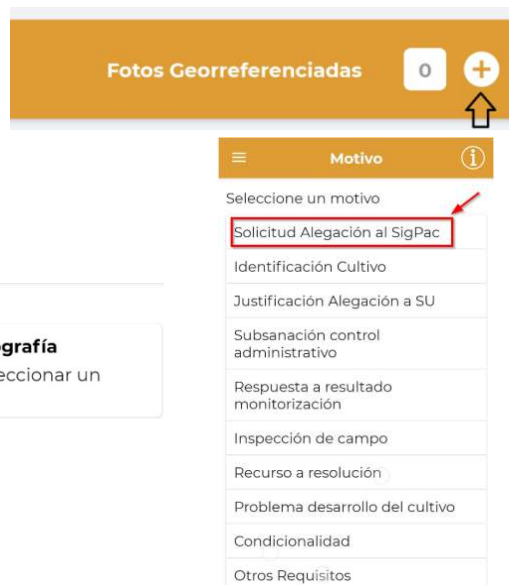 Fotos Georreferenciadas 0
Motivo
Seleccione un motivo
Solicitud Alegación al SigPac
Identificación Cultivo
Justificación Alegación a SU
Subsanación control
administrativo
Respuesta a resultado
monitorización
Inspección de campo
Recurso a resolución
Problema desarrollo del cultivo
Condicionalidad
Otros Requisitos
ografía
eccionar un